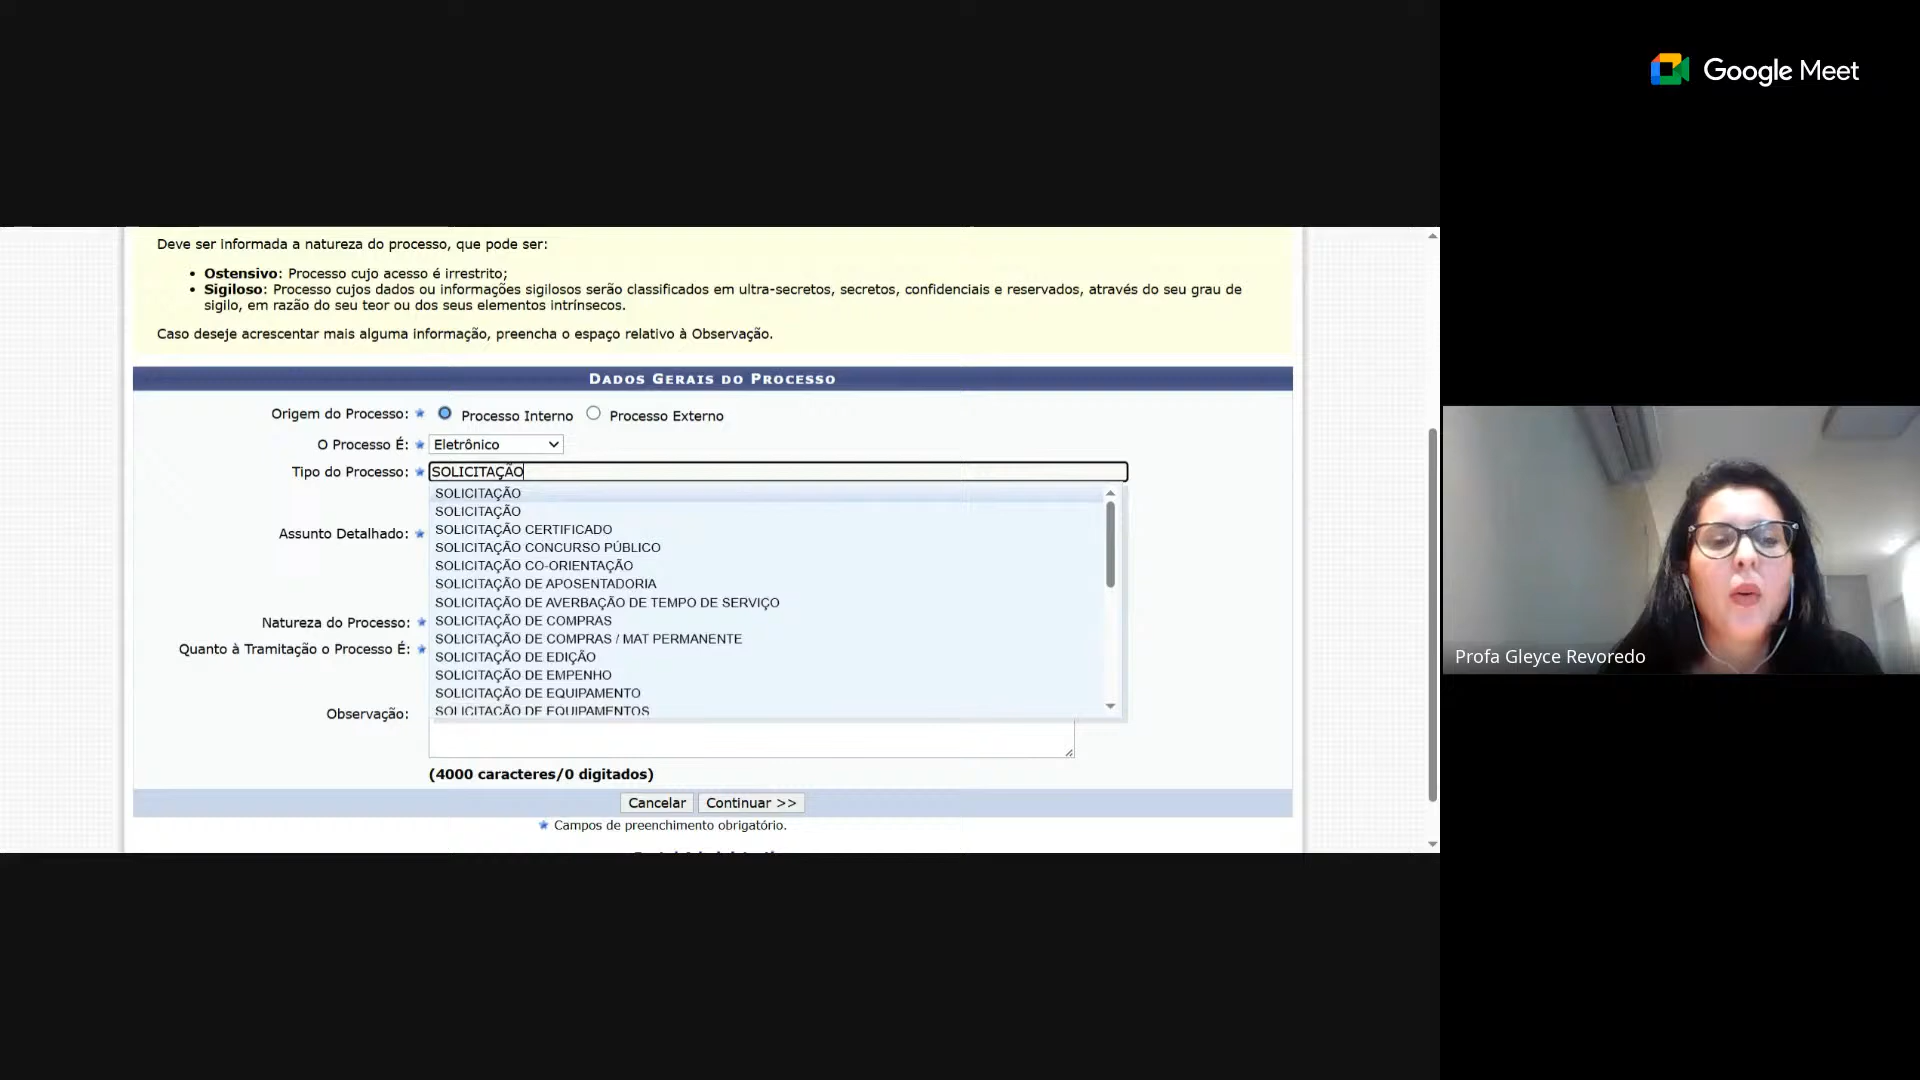 Google Meet
Deve ser informada a natureza do processo, que pode ser:
• Ostensivo: Processo cujo acesso é irrestrito;
• Sigiloso: Processo cujos dados ou informações sigilosos serão classificados em ultra-secretos, secretos, confidenciais e reservados, através do seu grau de
sigilo, em razão do seu teor ou dos seus elementos intrínsecos.
Caso deseje acrescentar mais alguma informação, preencha o espaço relativo à Observação.
DADOS GERAIS DO PROCESSO
Origem do Processo: Processo Interno Processo Externo
O Processo É: Eletrônico
Tipo do Processo: SOLICITAÇÃO
SOLICITAÇÃO
SOLICITAÇÃO
SOLICITAÇÃO CERTIFICADO
Assunto Detalhado:
SOLICITAÇÃO CONCURSO PÚBLICO
SOLICITAÇÃO CO-ORIENTAÇÃO
SOLICITAÇÃO DE APOSENTADORIA
SOLICITAÇÃO DE AVERBAÇÃO DE TEMPO DE SERVIÇO
Natureza do Processo:
SOLICITAÇÃO DE COMPRAS
SOLICITAÇÃO DE COMPRAS / MAT PERMANENTE
Quanto à Tramitação o Processo É:
SOLICITAÇÃO DE EDIÇÃO
SOLICITAÇÃO DE EMPENHO
SOLICITAÇÃO DE EQUIPAMENTO
SOLICITAÇÃO DE EQUIPAMENTOS
Observação:
(4000 caracteres/0 digitados)
Cancelar Continuar >>
Campos de preenchimento obrigatório.
Profa Gleyce Revoredo